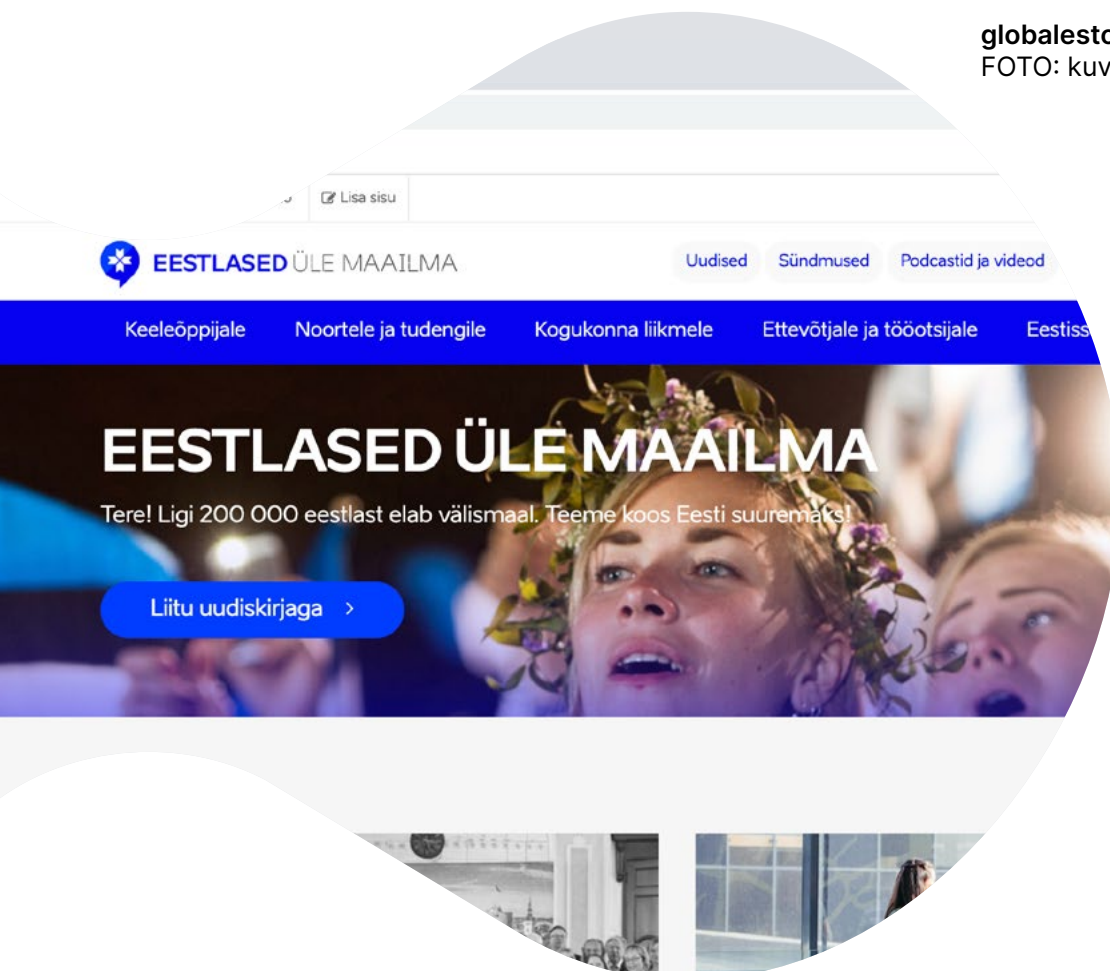 globalesto
FOTO: kuv
Lisa sisu
EESTLASED ÜLE MAAILMA
Uudised Sündmused Podcastid ja videod
Keeleõppijale Noortele ja tudengile Kogukonna liikmele Ettevõtjale ja tööotsijale Eestiss
EESTLASED ÜLE MAAILMA
Tere! Ligi 200 000 eestlast elab välismaal. Teeme koos Eesti suuremaks!
Liitu uudiskirjaga